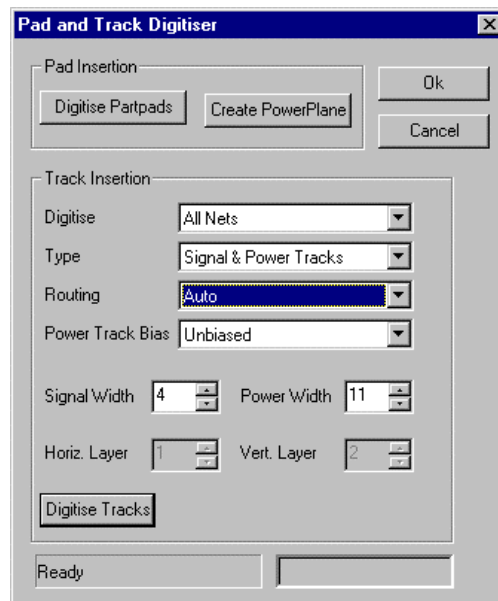 Pad and Track Digitiser
Pad Insertion
Digitise Partpads
Create PowerPlane
Ok
Cancel
Track Insertion
Digitise All Nets
Type Signal & Power Tracks
Routing Auto
Power Track Bias Unbiased
Signal Width 4 Power Width 11
Horiz. Layer 1 Vert. Layer 2
Digitise Tracks
Ready